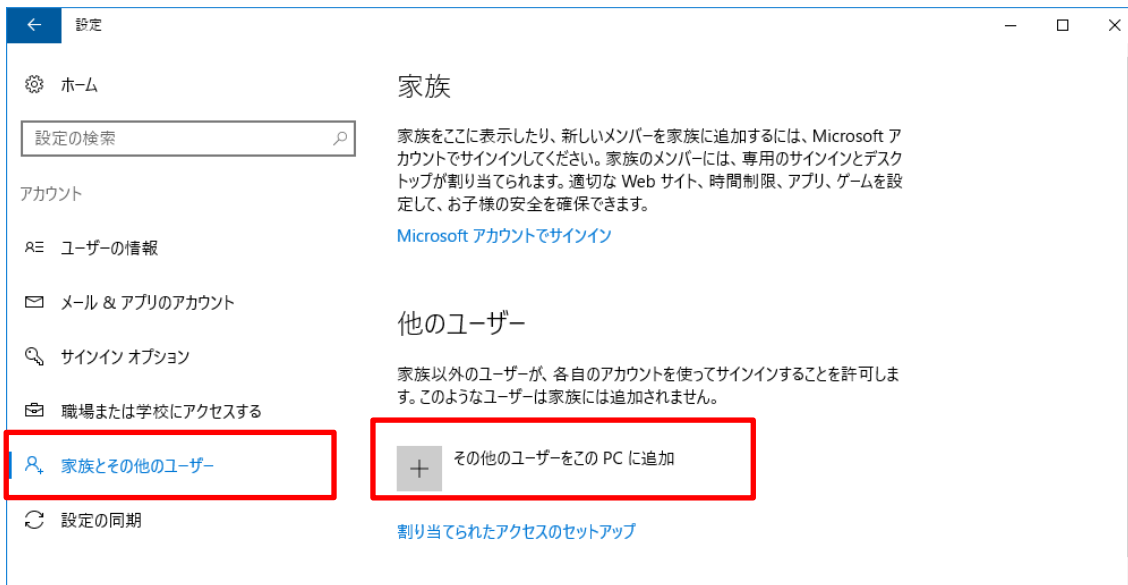 設定
ホーム
設定の検索
アカウント
ユーザーの情報
メール & アプリのアカウント
サインイン オプション
職場または学校にアクセスする
家族とその他のユーザー
設定の同期
家族
家族をここに表示したり、新しいメンバーを家族に追加するには、Microsoft ア
カウントでサインインしてください。家族のメンバーには、専用のサインインとデスク
トップが割り当てられます。適切な Web サイト、時間制限、アプリ、ゲームを設
定して、お子様の安全を確保できます。
Microsoft アカウントでサインイン
他のユーザー
家族以外のユーザーが、各自のアカウントを使ってサインインすることを許可しま
す。このようなユーザーは家族には追加されません。
その他のユーザーをこの PC に追加
割り当てられたアクセスのセットアップ